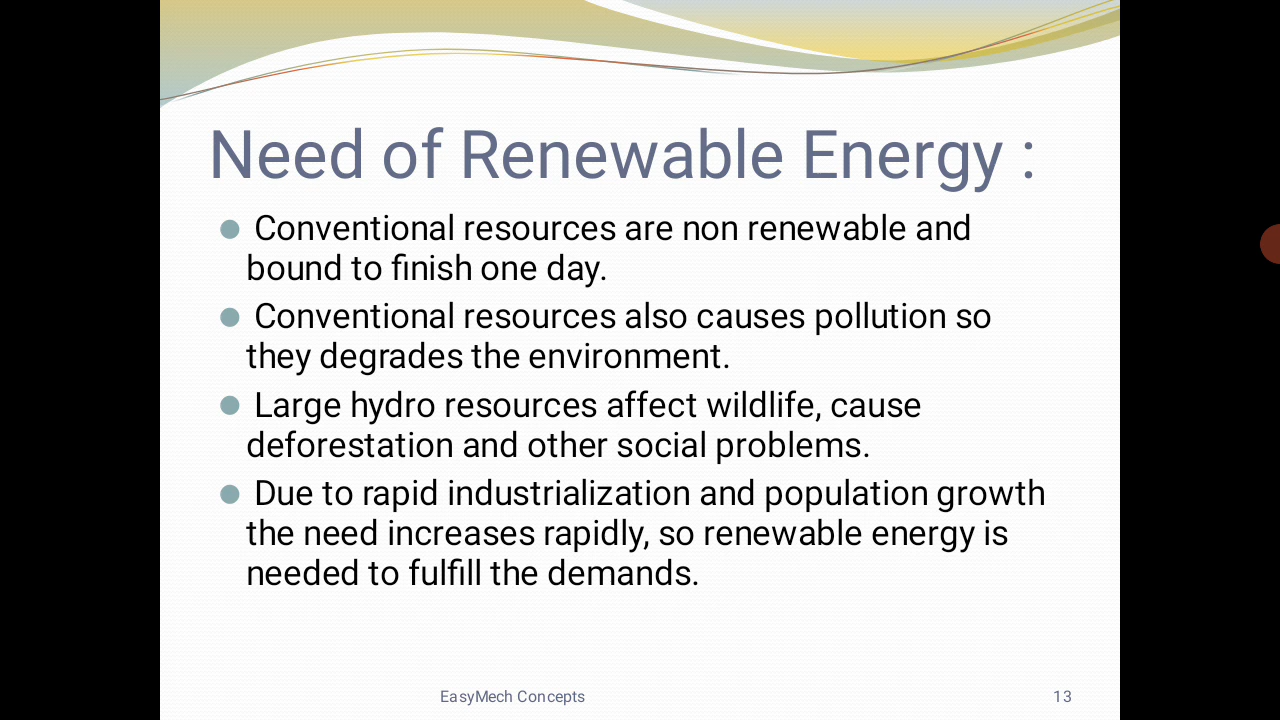 Need of Renewable Energy :
Conventional resources are non renewable and
bound to finish one day.
Conventional resources also causes pollution so
they degrades the environment.
Large hydro resources affect wildlife, cause
deforestation and other social problems.
Due to rapid industrialization and population growth
the need increases rapidly, so renewable energy is
needed to fulfill the demands.
EasyMech Concepts
13